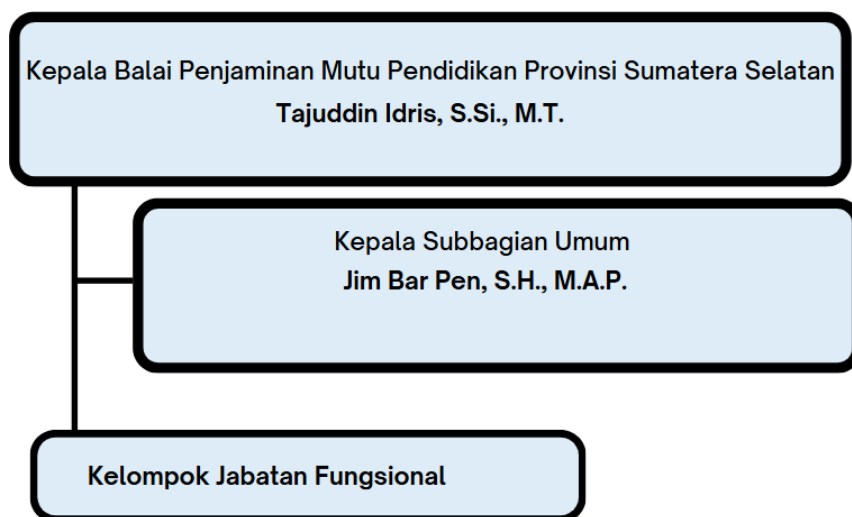 Kepala Balai Penjaminan Mutu Pendidikan Provinsi Sumatera Selatan
Tajuddin Idris, S.Si., M.T.
Kepala Subbagian Umum
Jim Bar Pen, S.H., M.A.P.
Kelompok Jabatan Fungsional